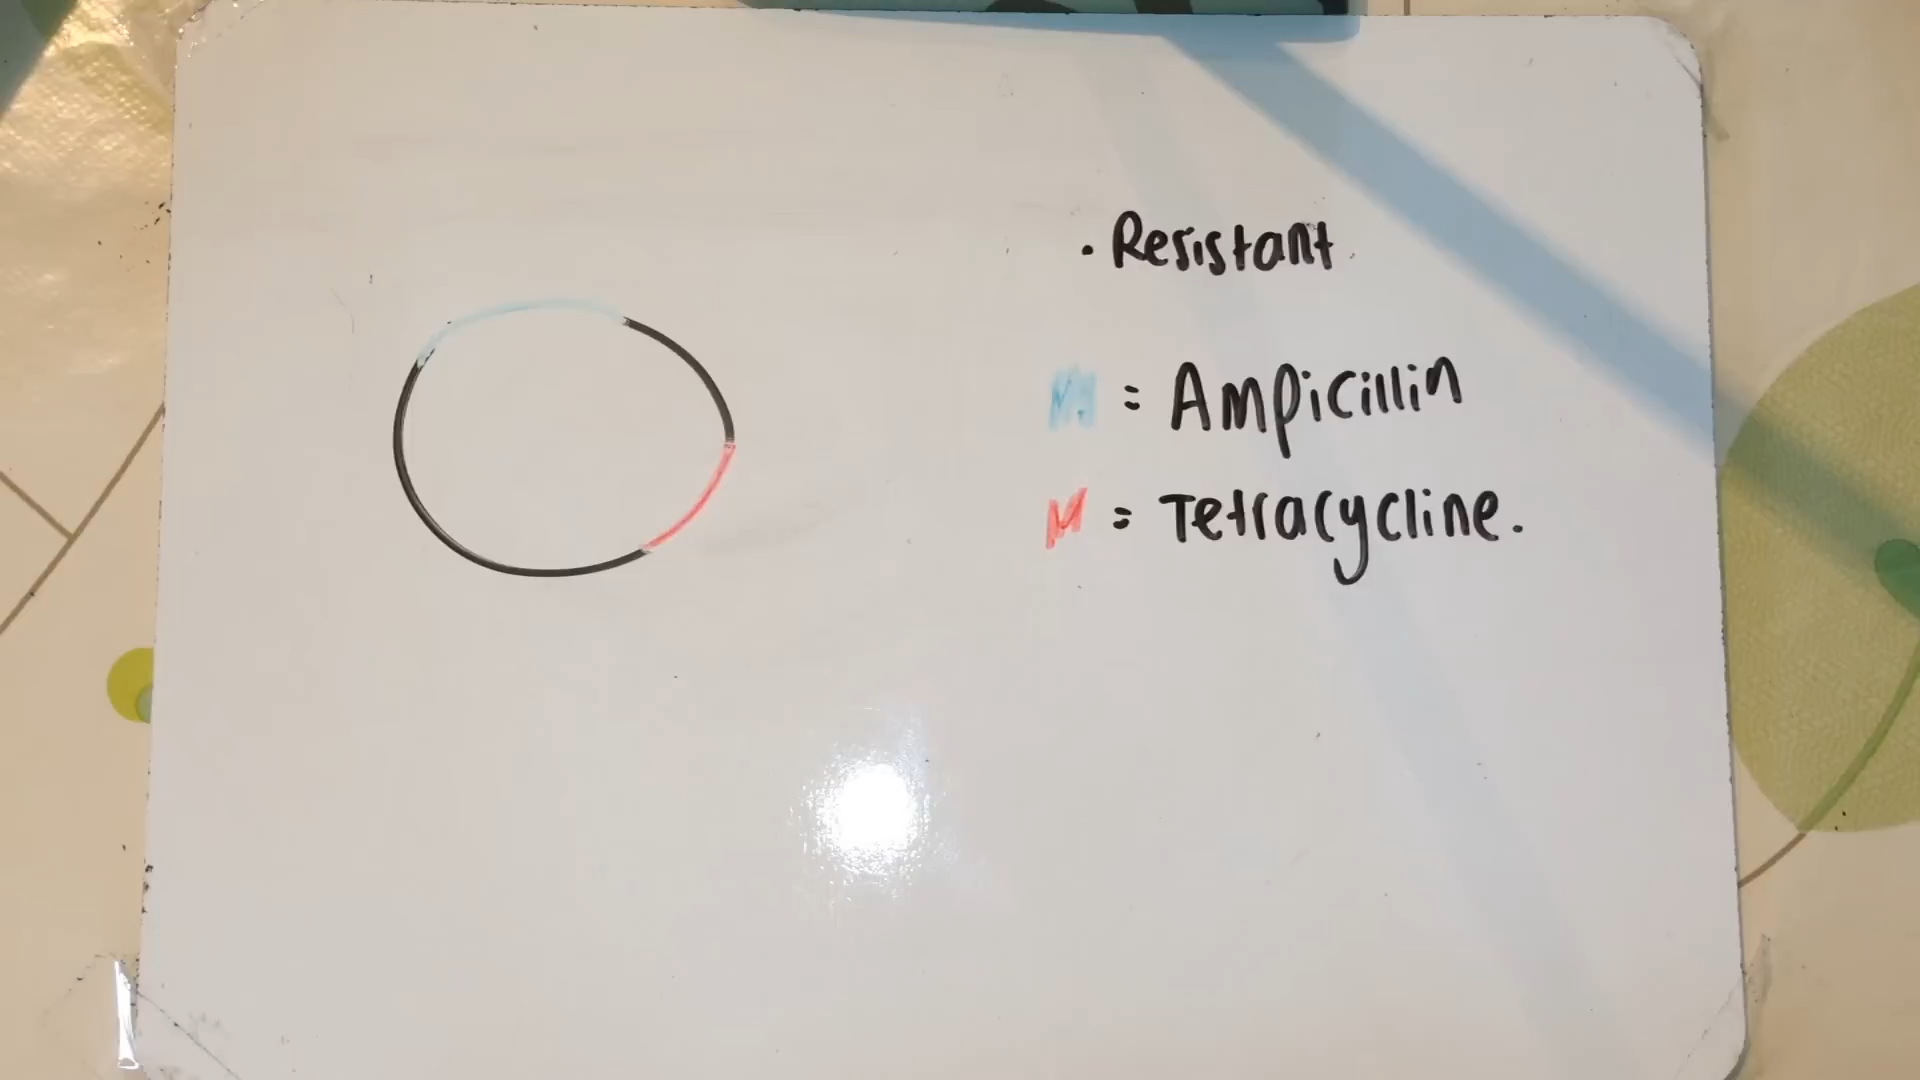 . Resistant.
= Ampicillin
= Tetracycline.